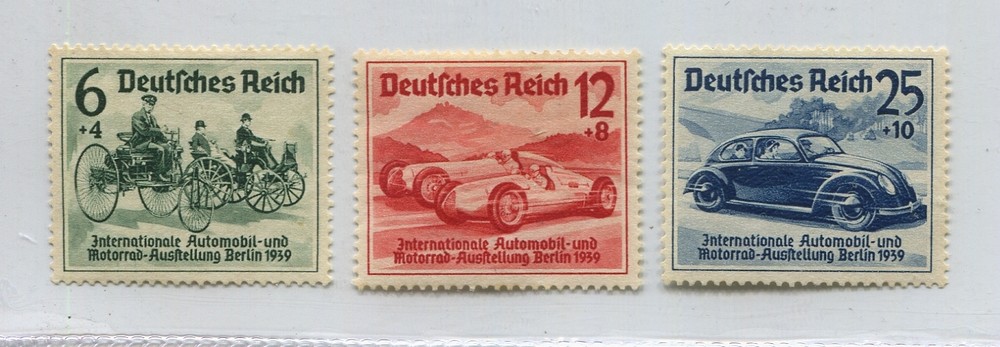 6 Deutsches Reich
+4
Internationale Automobil-und
Motorrad-Ausstellung Berlin 1939
Deutsches Reich 12
+8
Internationale Automobil-und
Motorrad-Ausstellung Berlin 1939
Deutsches Reich 25
+10
Internationale Automobil-und
Motorrad-Ausstellung Berlin 1939